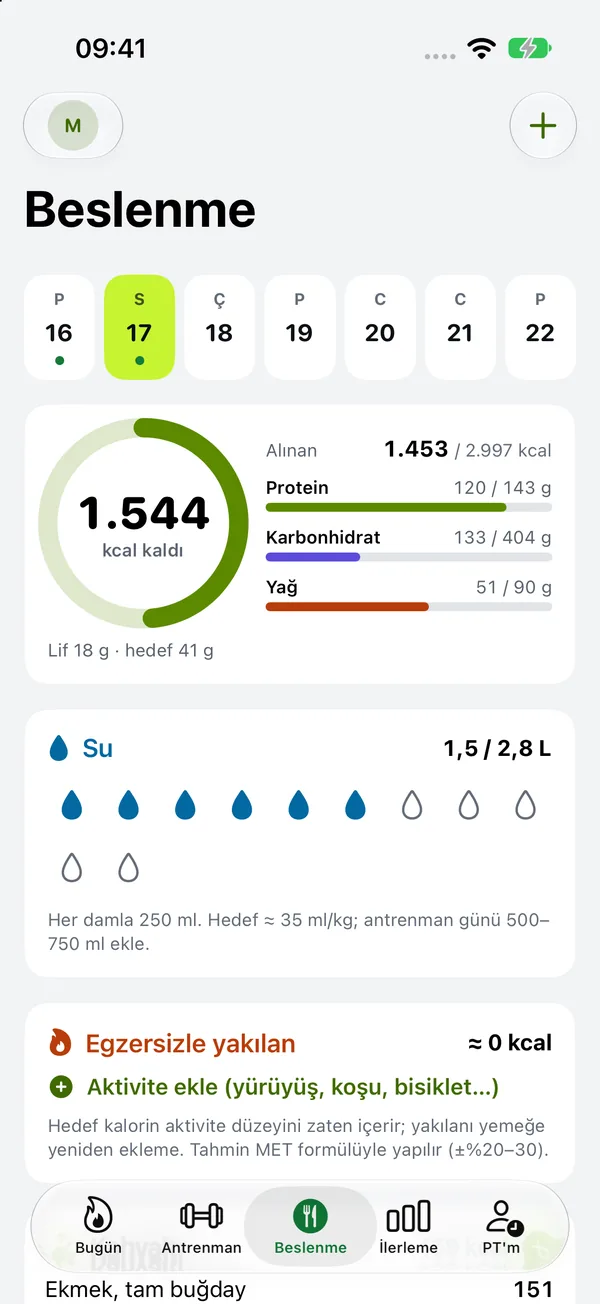 09:41
M
Beslenme
P S Ç P C C P
16 17 18 19 20 21 22
1.544
kcal kaldı
Lif 18 g · hedef 41 g
Alınan 1.453 / 2.997 kcal
Protein 120 / 143 g
Karbonhidrat 133 / 404 g
Yağ 51 / 90 g
Su 1,5 / 2,8 L
Her damla 250 ml. Hedef ≈ 35 ml/kg; antrenman günü 500–
750 ml ekle.
Egzersizle yakılan ≈ 0 kcal
Aktivite ekle (yürüyüş, koşu, bisiklet...)
Hedef kalorin aktivite düzeyini zaten içerir; yakılanı yemeğe
yeniden ekleme. Tahmin MET formülüyle yapılır (±%20–30).
Bugün Antrenman Beslenme İlerleme PT'm
Ekmek, tam buğday 151